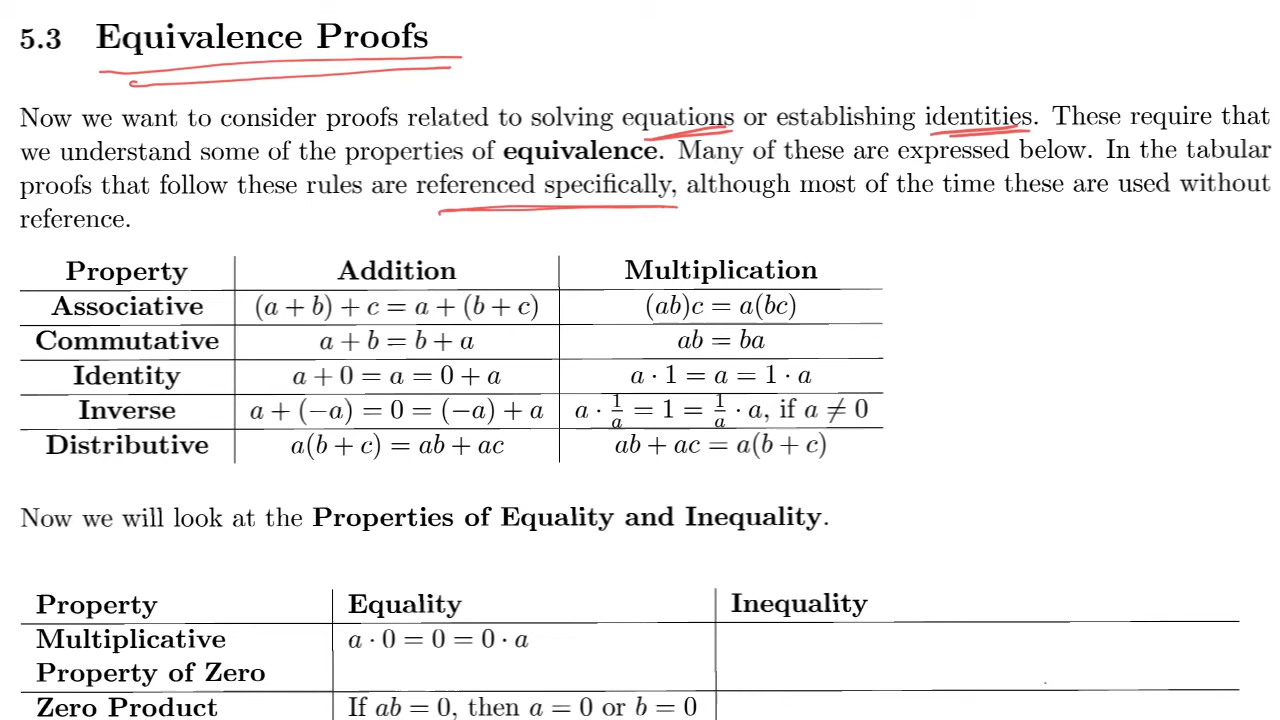 5.3 Equivalence Proofs
Now we want to consider proofs related to solving equations or establishing identities. These require that
we understand some of the properties of equivalence. Many of these are expressed below. In the tabular
proofs that follow these rules are referenced specifically, although most of the time these are used without
reference.
Property Addition Multiplication
Associative (a + b) + c = a + (b + c) (ab)c = a(bc)
Commutative a + b = b + a ab = ba
Identity a + 0 = a = 0 + a a · 1 = a = 1 · a
Inverse a + (−a) = 0 = (−a) + a a · 1/a = 1 = 1/a · a, if a ≠ 0
Distributive a(b + c) = ab + ac ab + ac = a(b + c)
Now we will look at the Properties of Equality and Inequality.
Property Equality Inequality
Multiplicative a · 0 = 0 = 0 · a
Property of Zero
Zero Product If ab = 0, then a = 0 or b = 0